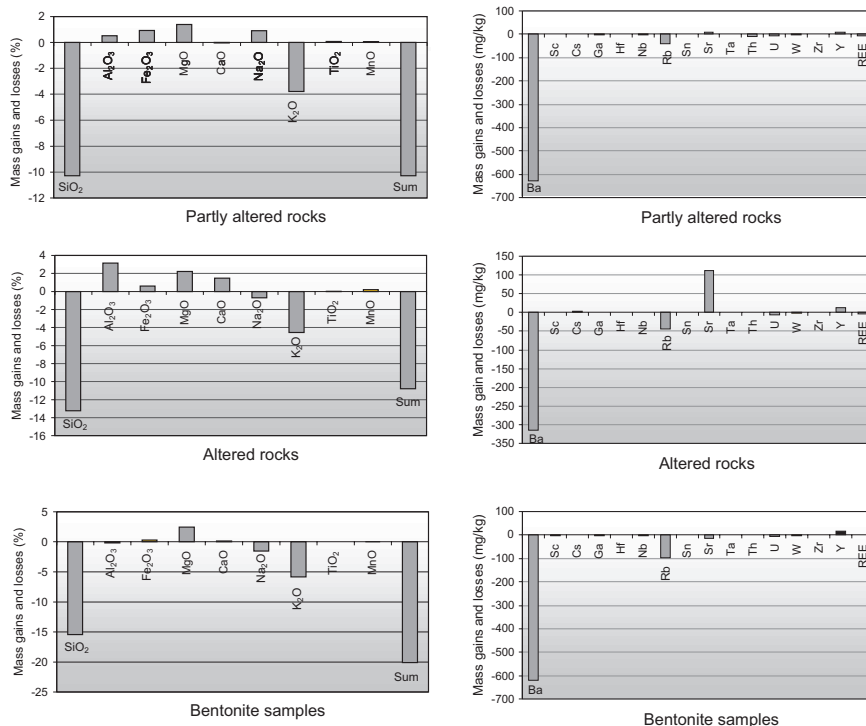 Mass gains and losses (%)
2
0
-2
-4
-6
-8
-10
-12
SiO₂
Al₂O₃
Fe₂O₃
MgO
CaO
Na₂O
K₂O
TiO₂
MnO
Sum
Partly altered rocks
Mass gains and losses (mg/kg)
100
0
-100
-200
-300
-400
-500
-600
-700
Ba
Sc
Cs
Ga
Hf
Nb
Rb
Sn
Sr
Ta
Th
U
W
Zr
Y
REE
Partly altered rocks
Mass gains and losses (%)
4
2
0
-2
-4
-6
-8
-10
-12
-14
-16
SiO₂
Al₂O₃
Fe₂O₃
MgO
CaO
Na₂O
K₂O
TiO₂
MnO
Sum
Altered rocks
Mass gain and losses (mg/kg)
150
100
50
0
-50
-100
-150
-200
-250
-300
-350
Ba
Sc
Cs
Ga
Hf
Nb
Rb
Sn
Sr
Ta
Th
U
W
Zr
Y
REE
Altered rocks
Mass gains and losses (%)
5
0
-5
-10
-15
-20
-25
SiO₂
Al₂O₃
Fe₂O₃
MgO
CaO
Na₂O
K₂O
TiO₂
MnO
Sum
Bentonite samples
Mass gains and losses (mg/kg)
100
0
-100
-200
-300
-400
-500
-600
-700
Ba
Sc
Cs
Ga
Hf
Nb
Rb
Sn
Sr
Ta
Th
U
W
Zr
Y
REE
Bentonite samples